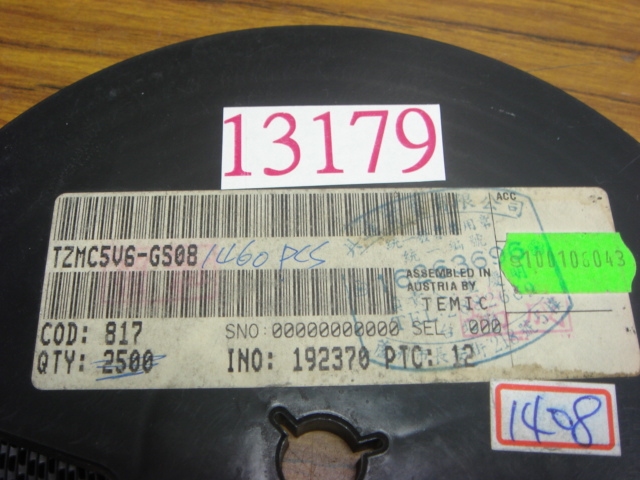 13179
ACC
TZMC5V6-GS08 1460 PCS
8100106043
ASSEMBLED IN
AUSTRIA BY
TEMIC
COD: 817 SNO: 00000000000 SEL: 000
QTY: 2500 INO: 192370 PTC: 12
1408